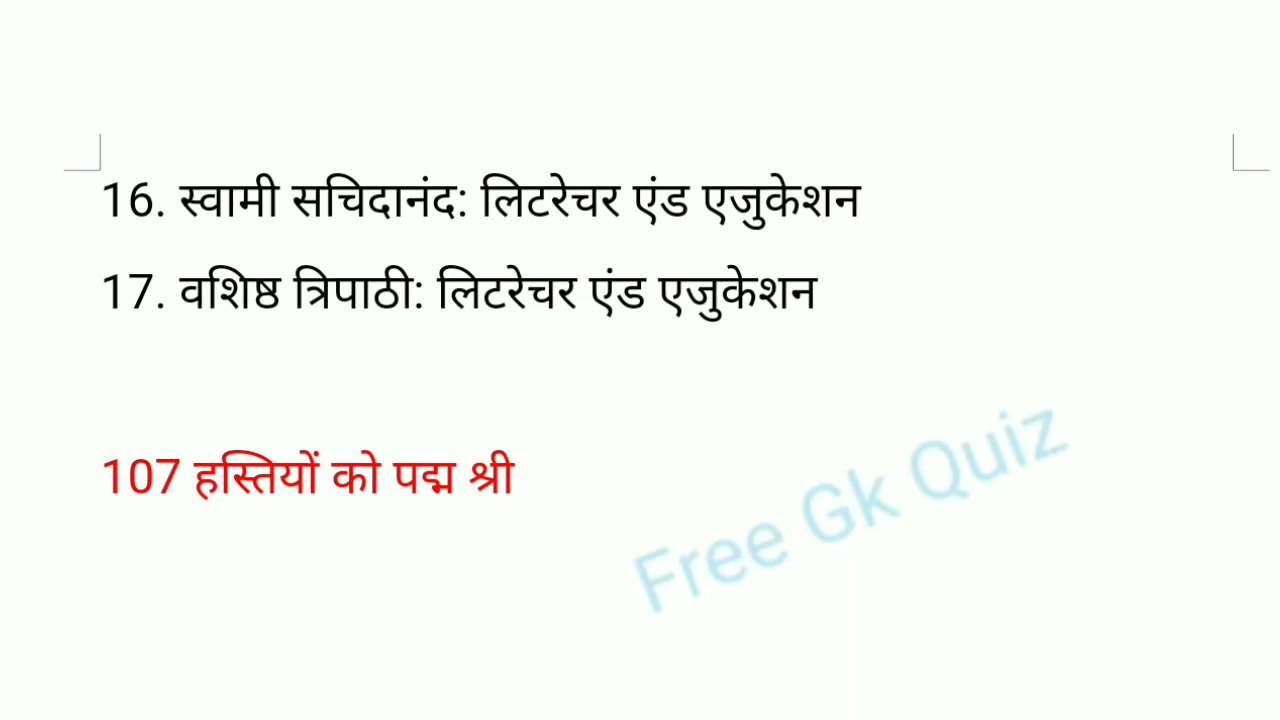 16. स्वामी सचिदानंद: लिटरेचर एंड एजुकेशन
17. वशिष्ठ त्रिपाठी: लिटरेचर एंड एजुकेशन
107 हस्तियों को पद्म श्री
Free Gk Quiz